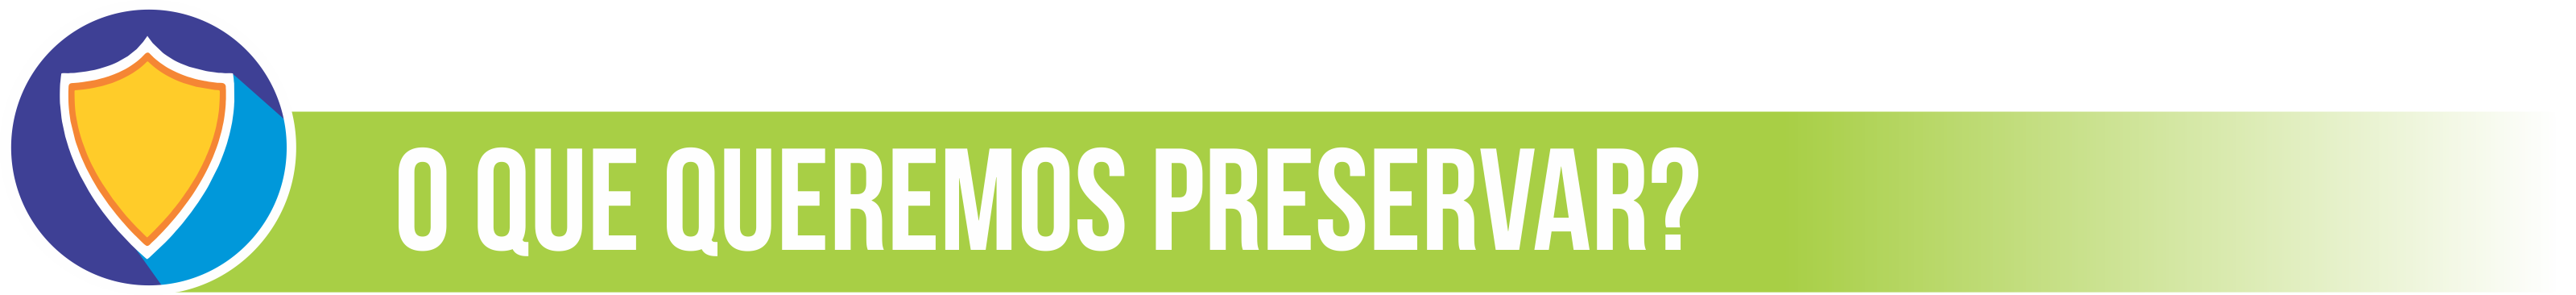 O QUE QUEREMOS PRESERVAR?